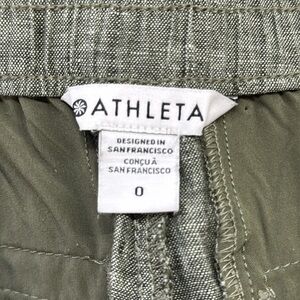 ATHLETA
DESIGNED IN
SAN FRANCISCO
CONÇU À
SAN FRANCISCO
0